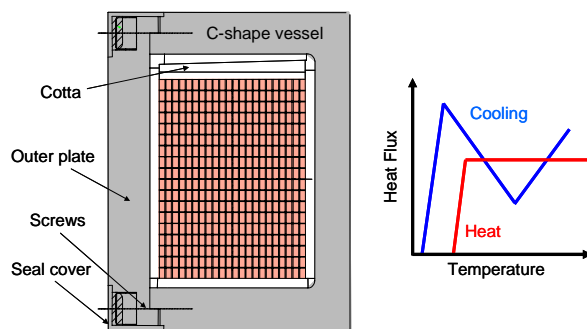 C-shape vessel
Cotta
Outer plate
Screws
Seal cover
Cooling
Heat
Heat Flux
Temperature